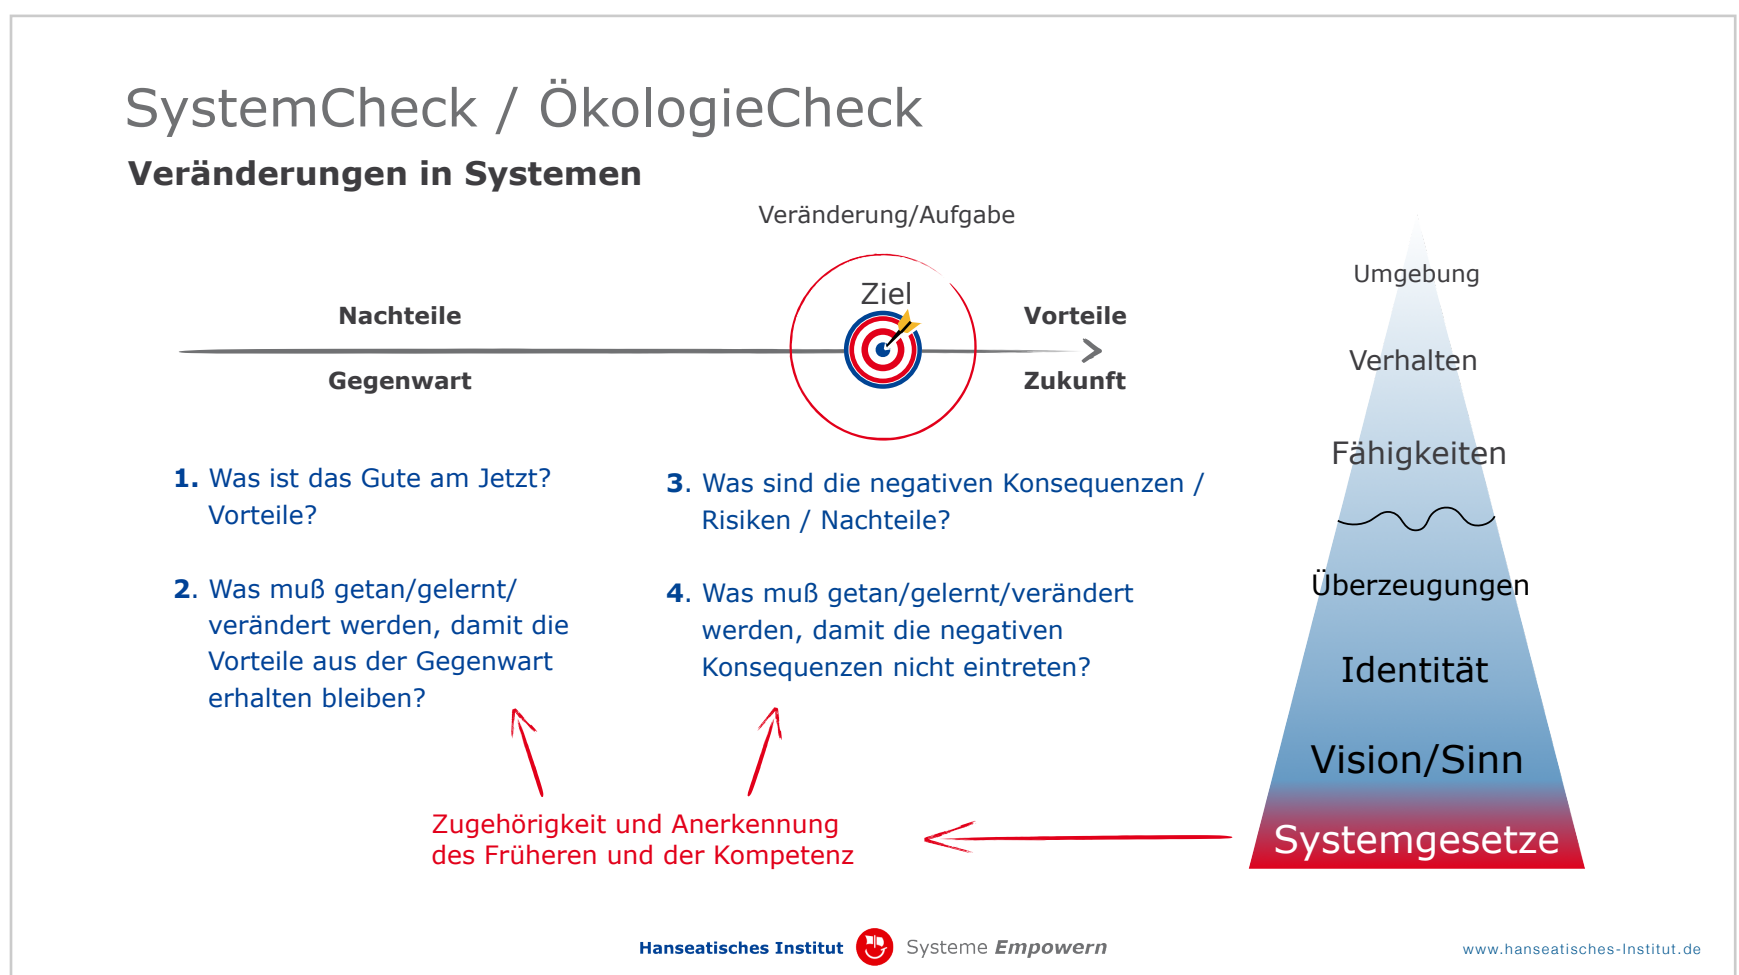 SystemCheck / ÖkologieCheck
Veränderungen in Systemen
Veränderung/Aufgabe
Ziel
Nachteile
Vorteile
Gegenwart
Zukunft
1. Was ist das Gute am Jetzt?
Vorteile?
2. Was muß getan/gelernt/
verändert werden, damit die
Vorteile aus der Gegenwart
erhalten bleiben?
3. Was sind die negativen Konsequenzen /
Risiken / Nachteile?
4. Was muß getan/gelernt/verändert
werden, damit die negativen
Konsequenzen nicht eintreten?
Zugehörigkeit und Anerkennung
des Früheren und der Kompetenz
Umgebung
Verhalten
Fähigkeiten
Überzeugungen
Identität
Vision/Sinn
Systemgesetze
Hanseatisches Institut Systeme Empowern
www.hanseatisches-Institut.de